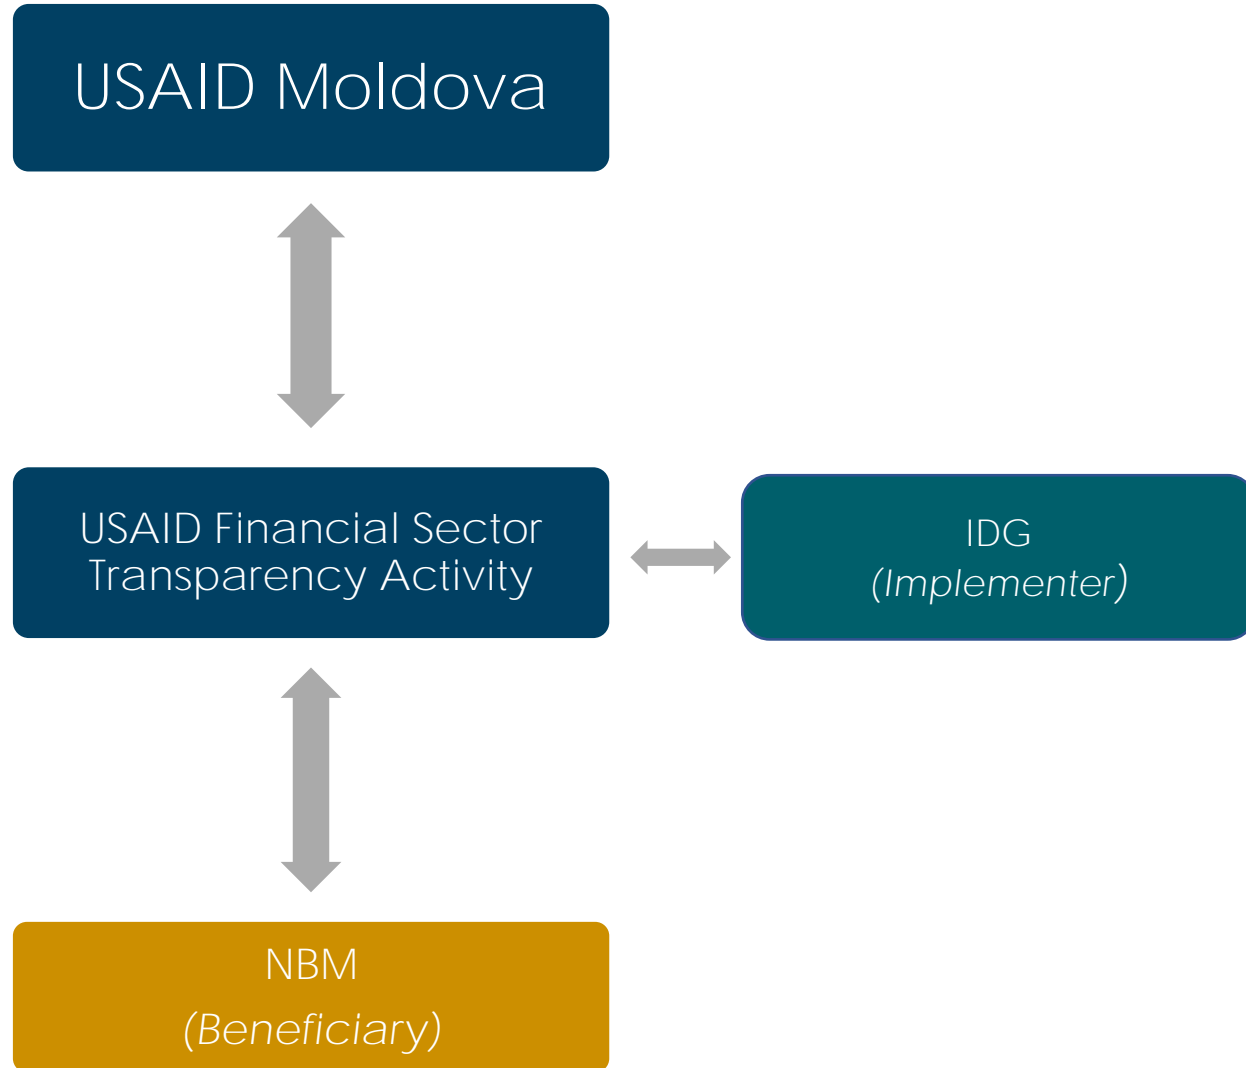 USAID Moldova
USAID Financial Sector
Transparency Activity
IDG
(Implementer)
NBM
(Beneficiary)